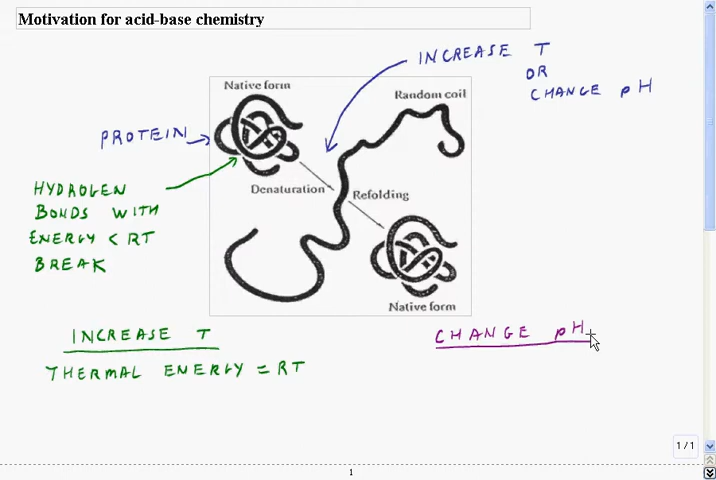 Motivation for acid-base chemistry
INCREASE T
OR
CHANGE pH
Native form
Random coil
PROTEIN
Denaturation
Refolding
HYDROGEN
BONDS WITH
ENERGY < RT
BREAK
Native form
INCREASE T
THERMAL ENERGY = RT
CHANGE pH
1 / 1
1